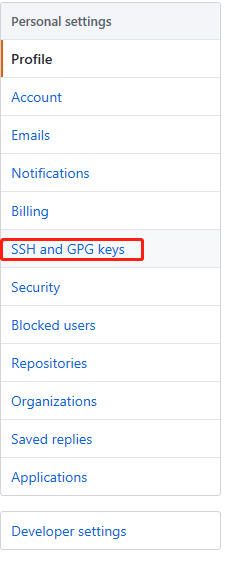 Personal settings
Profile
Account
Emails
Notifications
Billing
SSH and GPG keys
Security
Blocked users
Repositories
Organizations
Saved replies
Applications
Developer settings